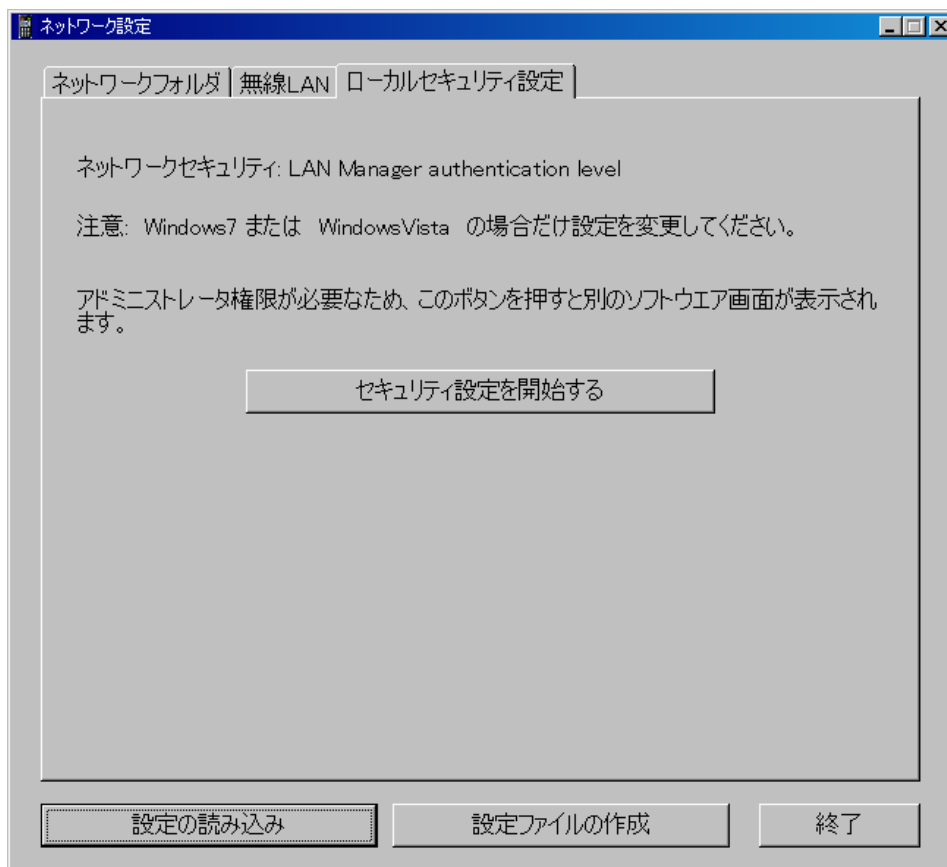 ネットワーク設定
ネットワークフォルダ 無線LAN ローカルセキュリティ設定
ネットワークセキュリティ: LAN Manager authentication level
注意: Windows7 または WindowsVista の場合だけ設定を変更してください。
アドミニストレータ権限が必要なため、このボタンを押すと別のソフトウエア画面が表示され
ます。
セキュリティ設定を開始する
設定の読み込み 設定ファイルの作成 終了